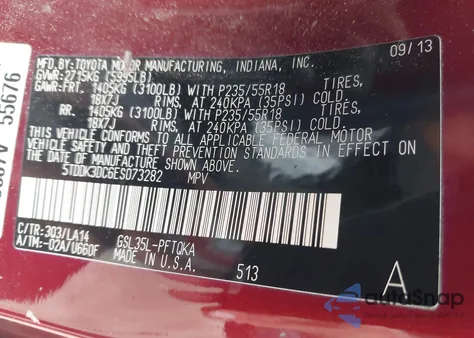 MFD.BY:TOYOTA MOTOR MANUFACTURING, INDIANA, INC.
09/13
GVWR: 2715KG (5995LB)
GAWR:FRT. 1405KG (3100LB) WITH P235/55R18 TIRES,
18X7J RIMS, AT 240KPA (35PSI) COLD.
RR. 1405KG (3100LB) WITH P235/55R18 TIRES,
18X7J RIMS, AT 240KPA (35PSI) COLD.
THIS VEHICLE CONFORMS TO ALL APPLICABLE FEDERAL MOTOR
VEHICLE SAFETY AND THEFT PREVENTION STANDARDS IN EFFECT
ON THE DATE OF MANUFACTURE SHOWN ABOVE.
5TDDK3DC6ES073282 MPV
C/TR:303/LA14 GSL35L-PFTQKA
A/TM:-02A/U660F MADE IN U.S.A. 513
A
55676
autoSnap